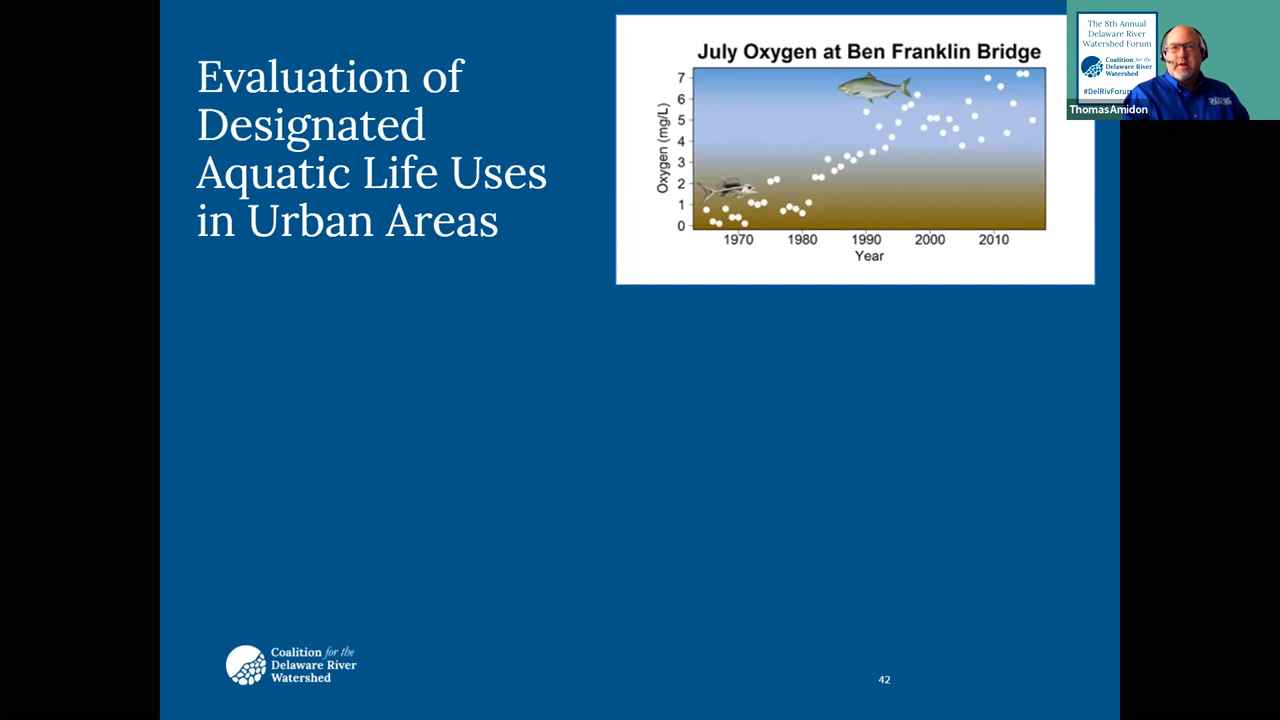 Evaluation of
Designated
Aquatic Life Uses
in Urban Areas
July Oxygen at Ben Franklin Bridge
Oxygen (mg/L)
7
6
5
4
3
2
1
0
1970 1980 1990 2000 2010
Year
The 8th Annual
Delaware River
Watershed Forum
Coalition for the
Delaware River
Watershed
#DelRivForum
Thomas Amidon
Coalition for the
Delaware River
Watershed
42